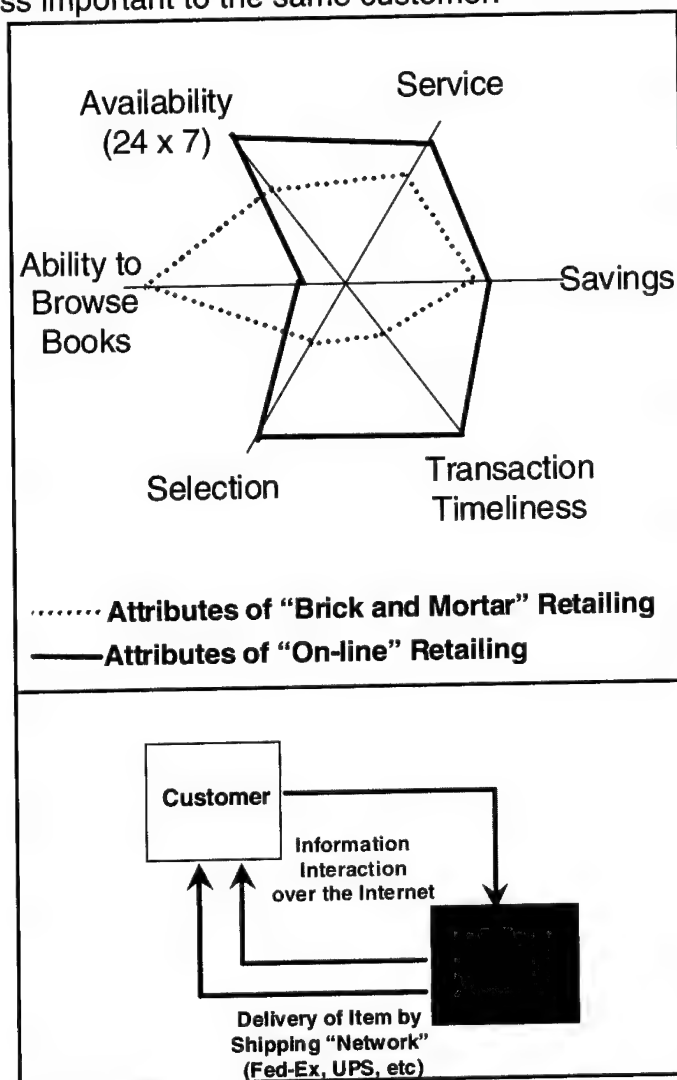 ss important to the same customer.
Service
Availability
(24 x 7)
Ability to
Browse
Books
Savings
Selection
Transaction
Timeliness
Attributes of “Brick and Mortar” Retailing
Attributes of “On-line” Retailing
Customer
Information
Interaction
over the Internet
Delivery of Item by
Shipping “Network”
(Fed-Ex, UPS, etc)